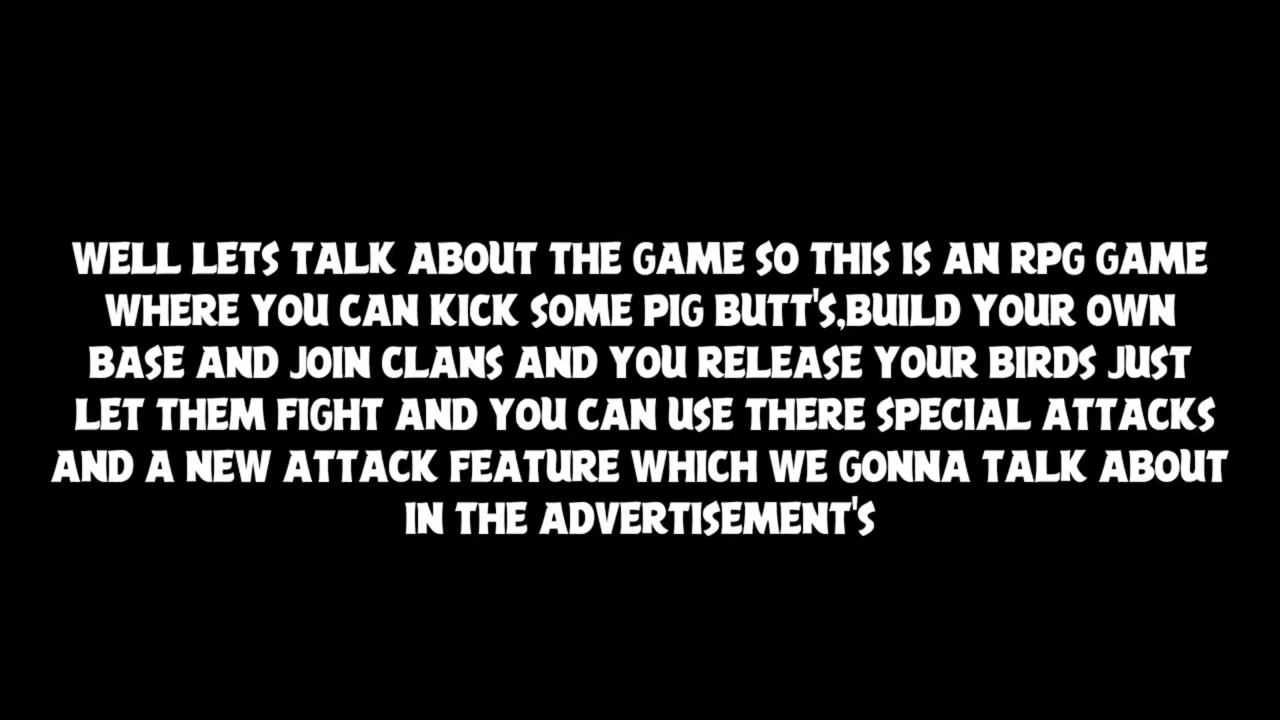 WELL LETS TALK ABOUT THE GAME SO THIS IS AN RPG GAME
WHERE YOU CAN KICK SOME PIG BUTT'S,BUILD YOUR OWN
BASE AND JOIN CLANS AND YOU RELEASE YOUR BIRDS JUST
LET THEM FIGHT AND YOU CAN USE THERE SPECIAL ATTACKS
AND A NEW ATTACK FEATURE WHICH WE GONNA TALK ABOUT
IN THE ADVERTISEMENT'S